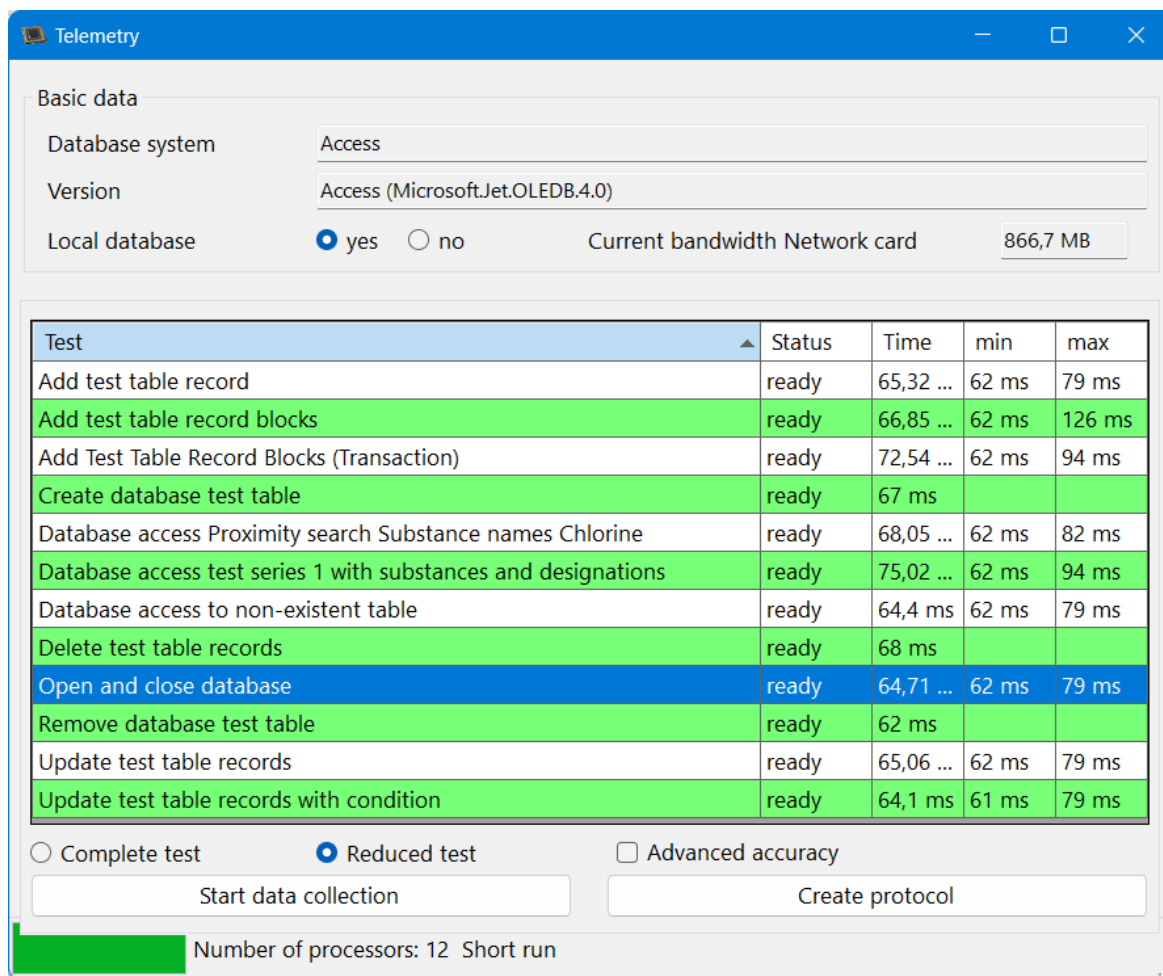 Telemetry
Basic data
Database system Access
Version Access (Microsoft.Jet.OLEDB.4.0)
Local database yes no Current bandwidth Network card 866,7 MB
Test Status Time min max
Add test table record ready 65,32 ... 62 ms 79 ms
Add test table record blocks ready 66,85 ... 62 ms 126 ms
Add Test Table Record Blocks (Transaction) ready 72,54 ... 62 ms 94 ms
Create database test table ready 67 ms
Database access Proximity search Substance names Chlorine ready 68,05 ... 62 ms 82 ms
Database access test series 1 with substances and designations ready 75,02 ... 62 ms 94 ms
Database access to non-existent table ready 64,4 ms 62 ms 79 ms
Delete test table records ready 68 ms
Open and close database ready 64,71 ... 62 ms 79 ms
Remove database test table ready 62 ms
Update test table records ready 65,06 ... 62 ms 79 ms
Update test table records with condition ready 64,1 ms 61 ms 79 ms
Complete test Reduced test Advanced accuracy
Start data collection Create protocol
Number of processors: 12 Short run